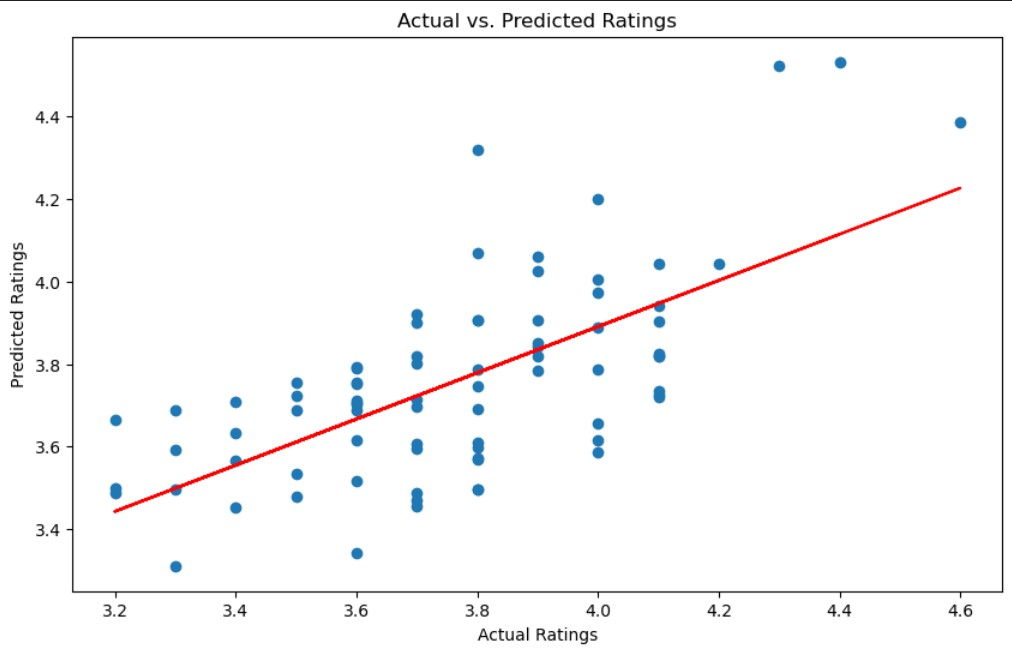 Actual vs. Predicted Ratings
4.4
4.2
4.0
3.8
3.6
3.4
Predicted Ratings
3.2 3.4 3.6 3.8 4.0 4.2 4.4 4.6
Actual Ratings